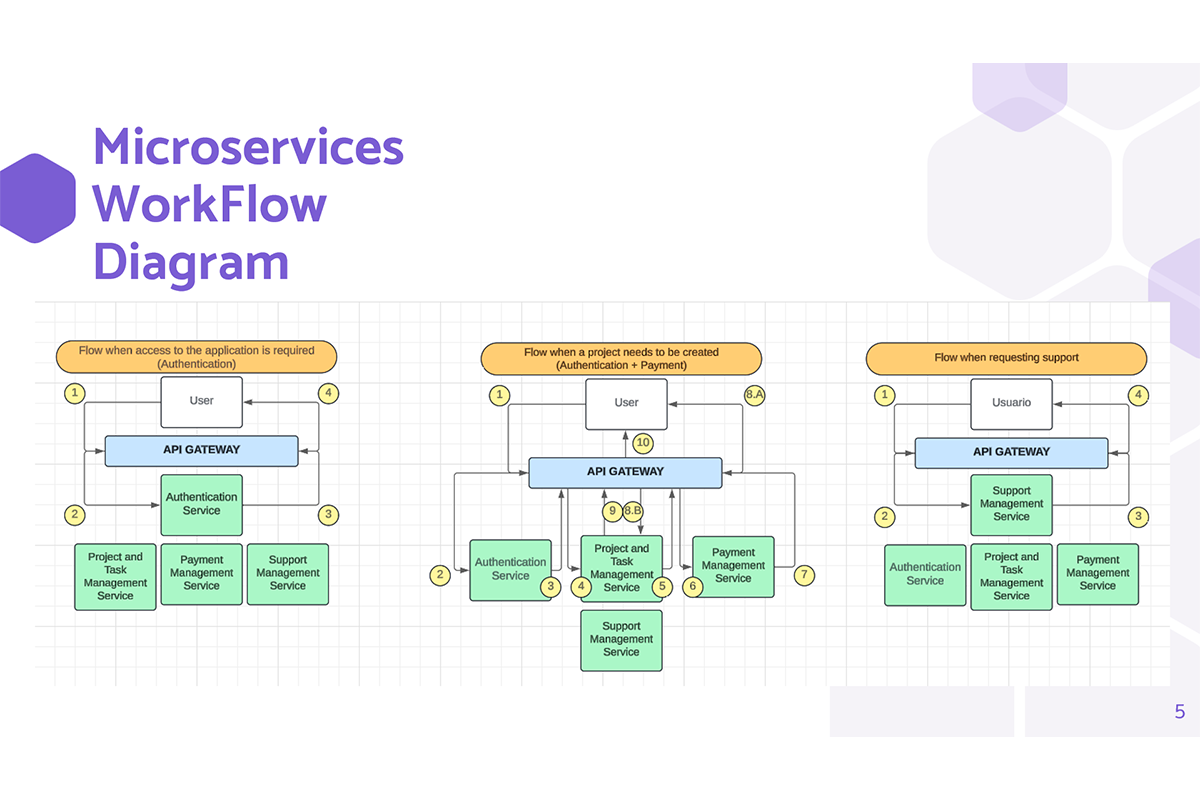 Microservices
WorkFlow
Diagram
Flow when access to the application is required
(Authentication)
1
4
User
API GATEWAY
Authentication
Service
2
3
Project and
Task
Management
Service
Payment
Management
Service
Support
Management
Service
Flow when a project needs to be created
(Authentication + Payment)
1
8.A
User
10
API GATEWAY
9
8.B
2
Authentication
Service
3
4
Project and
Task
Management
Service
5
6
Payment
Management
Service
7
Support
Management
Service
Flow when requesting support
1
4
Usuario
API GATEWAY
Support
Management
Service
2
3
Authentication
Service
Project and
Task
Management
Service
Payment
Management
Service
5